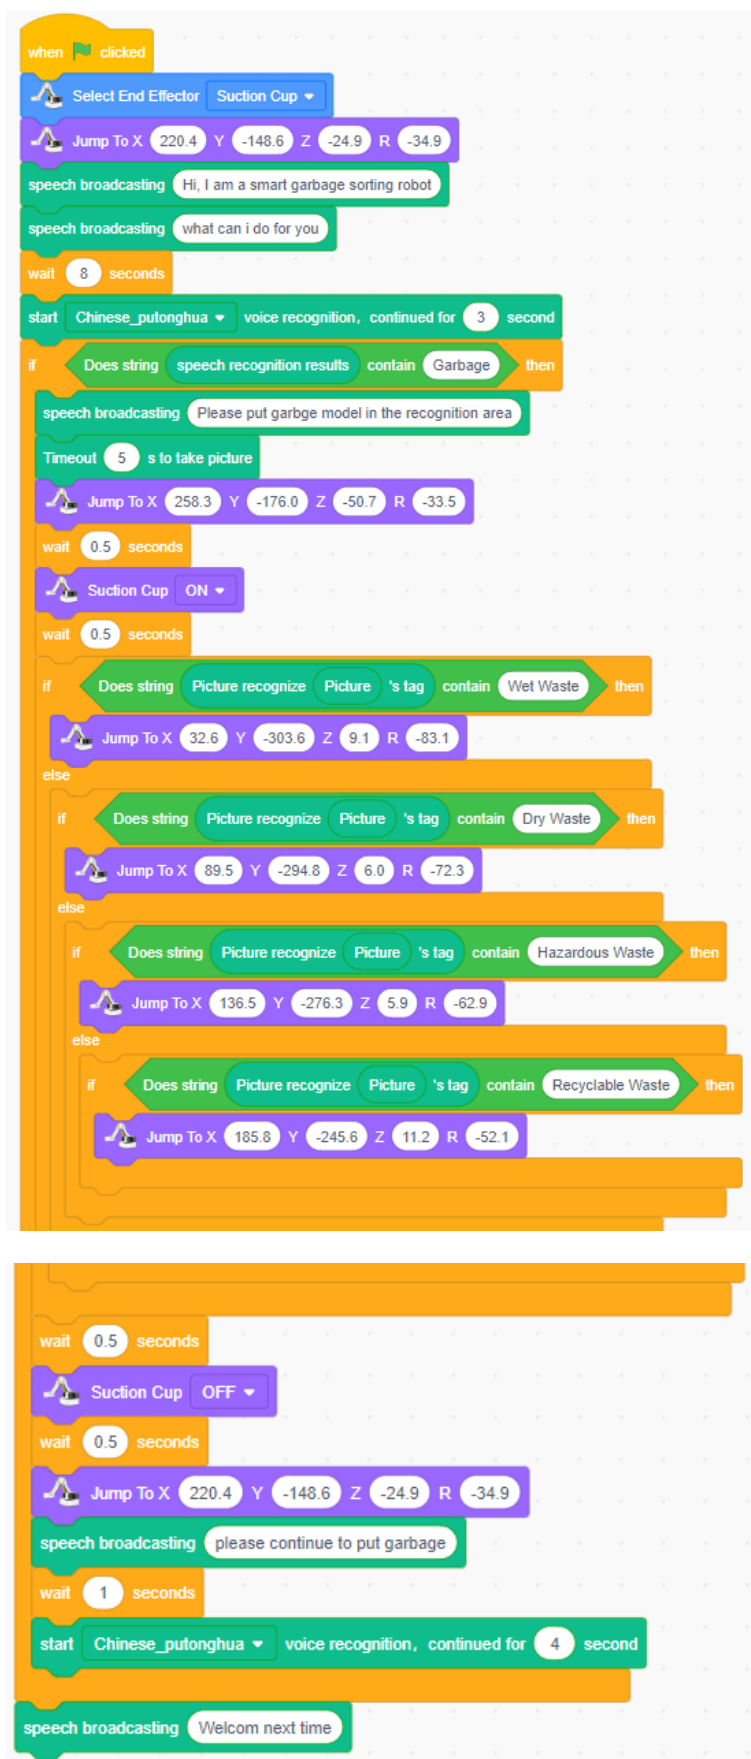 when clicked
Select End Effector Suction Cup
Jump To X 220.4 Y -148.6 Z -24.9 R -34.9
speech broadcasting Hi, I am a smart garbage sorting robot
speech broadcasting what can i do for you
wait 8 seconds
start Chinese_putonghua voice recognition, continued for 3 second
if Does string speech recognition results contain Garbage then
speech broadcasting Please put garbge model in the recognition area
Timeout 5 s to take picture
Jump To X 258.3 Y -176.0 Z -50.7 R -33.5
wait 0.5 seconds
Suction Cup ON
wait 0.5 seconds
if Does string Picture recognize Picture 's tag contain Wet Waste then
Jump To X 32.6 Y -303.6 Z 9.1 R -83.1
else
if Does string Picture recognize Picture 's tag contain Dry Waste then
Jump To X 89.5 Y -294.8 Z 6.0 R -72.3
else
if Does string Picture recognize Picture 's tag contain Hazardous Waste then
Jump To X 136.5 Y -276.3 Z 5.9 R -62.9
else
if Does string Picture recognize Picture 's tag contain Recyclable Waste then
Jump To X 185.8 Y -245.6 Z 11.2 R -52.1
wait 0.5 seconds
Suction Cup OFF
wait 0.5 seconds
Jump To X 220.4 Y -148.6 Z -24.9 R -34.9
speech broadcasting please continue to put garbage
wait 1 seconds
start Chinese_putonghua voice recognition, continued for 4 second
speech broadcasting Welcom next time